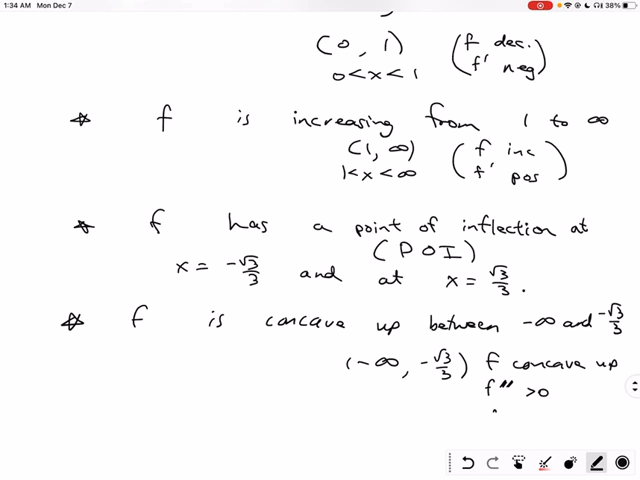 1:34 AM Mon Dec 7
38%
(0, 1) (f dec.
0<x<1 f' neg)
☆ f is increasing from 1 to ∞
(1, ∞) (f inc
1<x<∞ f' pos)
☆ f has a point of inflection at
(POI)
x = -√3/3 and at x = √3/3.
☆ f is concave up between -∞ and -√3/3
(-∞, -√3/3) f concave up
f" >0